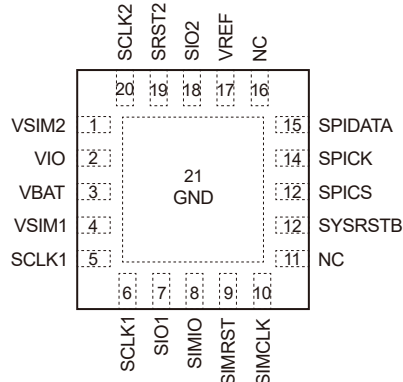 SCLK2
SRST2
SIO2
VREF
NC
20
19
18
17
16
VSIM2 1
VIO 2
VBAT 3
VSIM1 4
SCLK1 5
21
GND
15 SPIDATA
14 SPICK
12 SPICS
12 SYSRSTB
11 NC
6
7
8
9
10
SCLK1
SIO1
SIMIO
SIMRST
SIMCLK